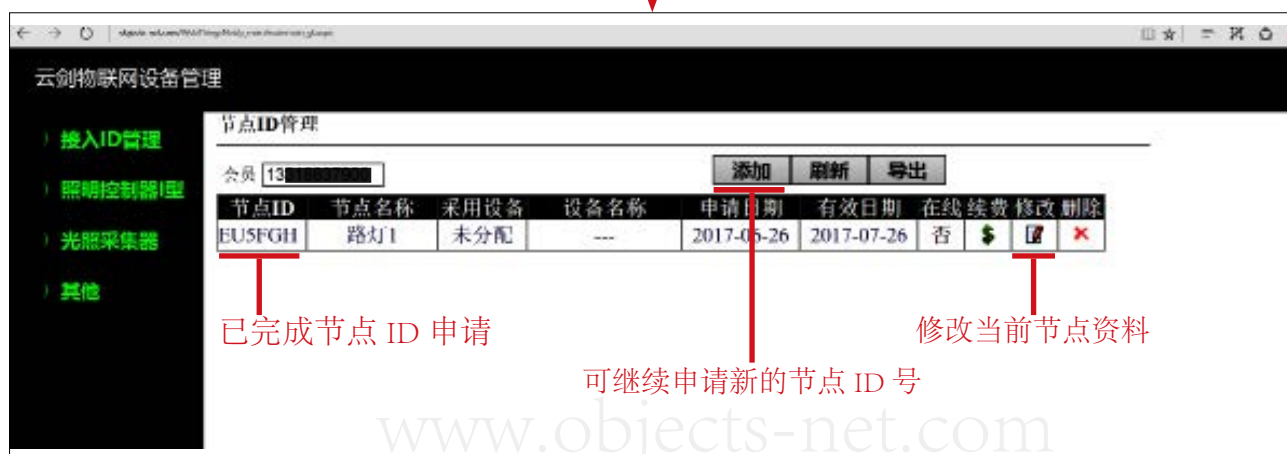 云剑物联网设备管理
接入ID管理
照明控制器I型
光照采集器
其他
节点ID管理
会员
添加 刷新 导出
节点ID 节点名称 采用设备 设备名称 申请日期 有效日期 在线 续费 修改 删除
EU5FGH 路灯1 未分配 --- 2017-06-26 2017-07-26 否 $
已完成节点 ID 申请
修改当前节点资料
可继续申请新的节点 ID 号
www.objects-net.com